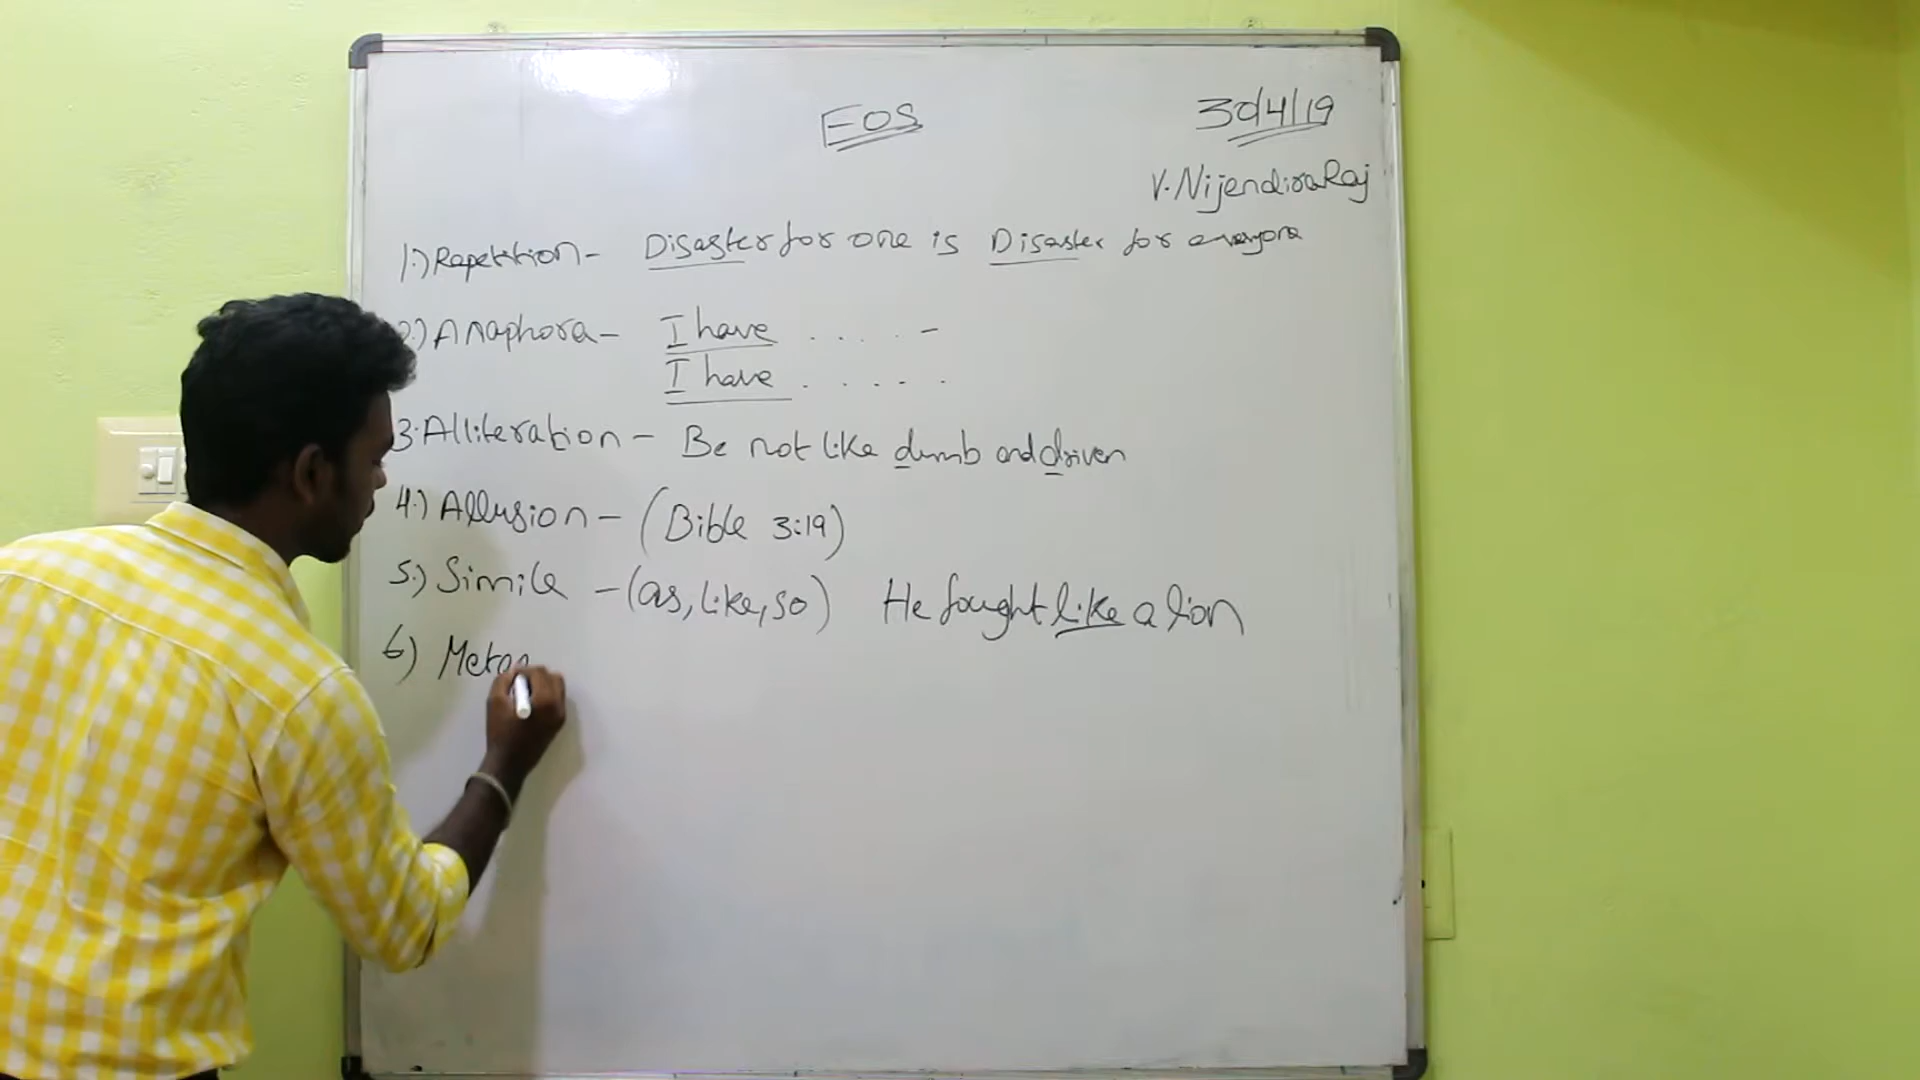 FOS
30/4/19
V. Nijendira Raj
1.) Repetition - Disaster for one is Disaster for everyone
2.) Anaphora - I have . . . . -
I have . . . . .
3. Alliteration - Be not like dumb and driven
4.) Allusion - (Bible 3:19)
5.) Simile - (as, like, so) He fought like a lion
6) Meta